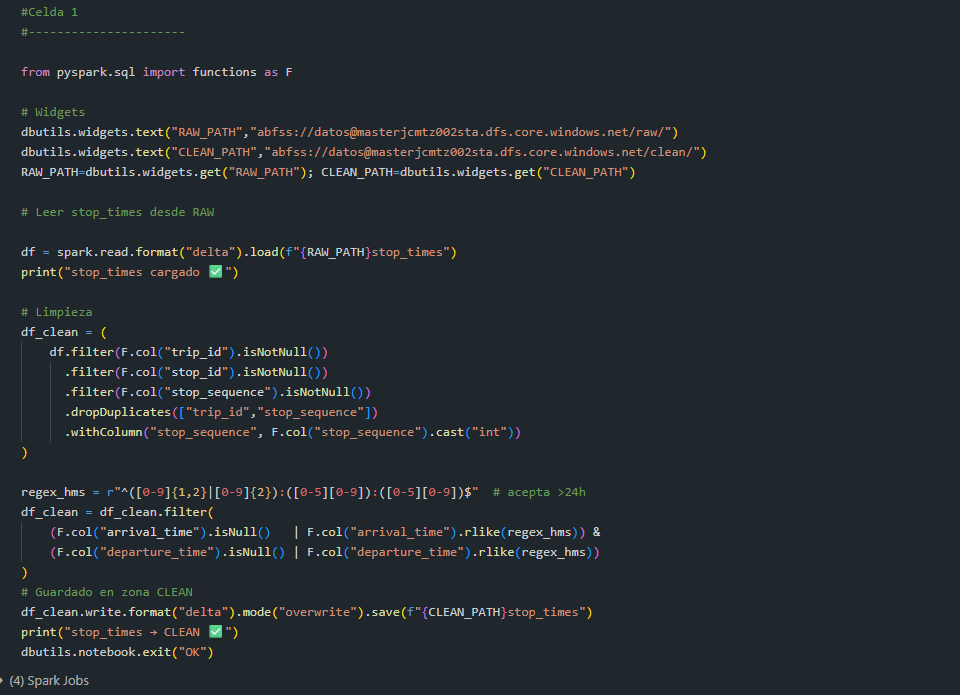 #Celda 1
#----------------------
from pyspark.sql import functions as F
# Widgets
dbutils.widgets.text("RAW_PATH","abfss://datos@masterjcmtz002sta.dfs.core.windows.net/raw/")
dbutils.widgets.text("CLEAN_PATH","abfss://datos@masterjcmtz002sta.dfs.core.windows.net/clean/")
RAW_PATH=dbutils.widgets.get("RAW_PATH"); CLEAN_PATH=dbutils.widgets.get("CLEAN_PATH")
# Leer stop_times desde RAW
df = spark.read.format("delta").load(f"{RAW_PATH}stop_times")
print("stop_times cargado ✅")
# Limpieza
df_clean = (
    df.filter(F.col("trip_id").isNotNull())
      .filter(F.col("stop_id").isNotNull())
      .filter(F.col("stop_sequence").isNotNull())
      .dropDuplicates(["trip_id","stop_sequence"])
      .withColumn("stop_sequence", F.col("stop_sequence").cast("int"))
)
regex_hms = r"^([0-9]{1,2}|[0-9]{2}):([0-5][0-9]):([0-5][0-9])$"  # acepta >24h
df_clean = df_clean.filter(
    (F.col("arrival_time").isNull()   | F.col("arrival_time").rlike(regex_hms)) &
    (F.col("departure_time").isNull() | F.col("departure_time").rlike(regex_hms))
)
# Guardado en zona CLEAN
df_clean.write.format("delta").mode("overwrite").save(f"{CLEAN_PATH}stop_times")
print("stop_times → CLEAN ✅")
dbutils.notebook.exit("OK")
(4) Spark Jobs